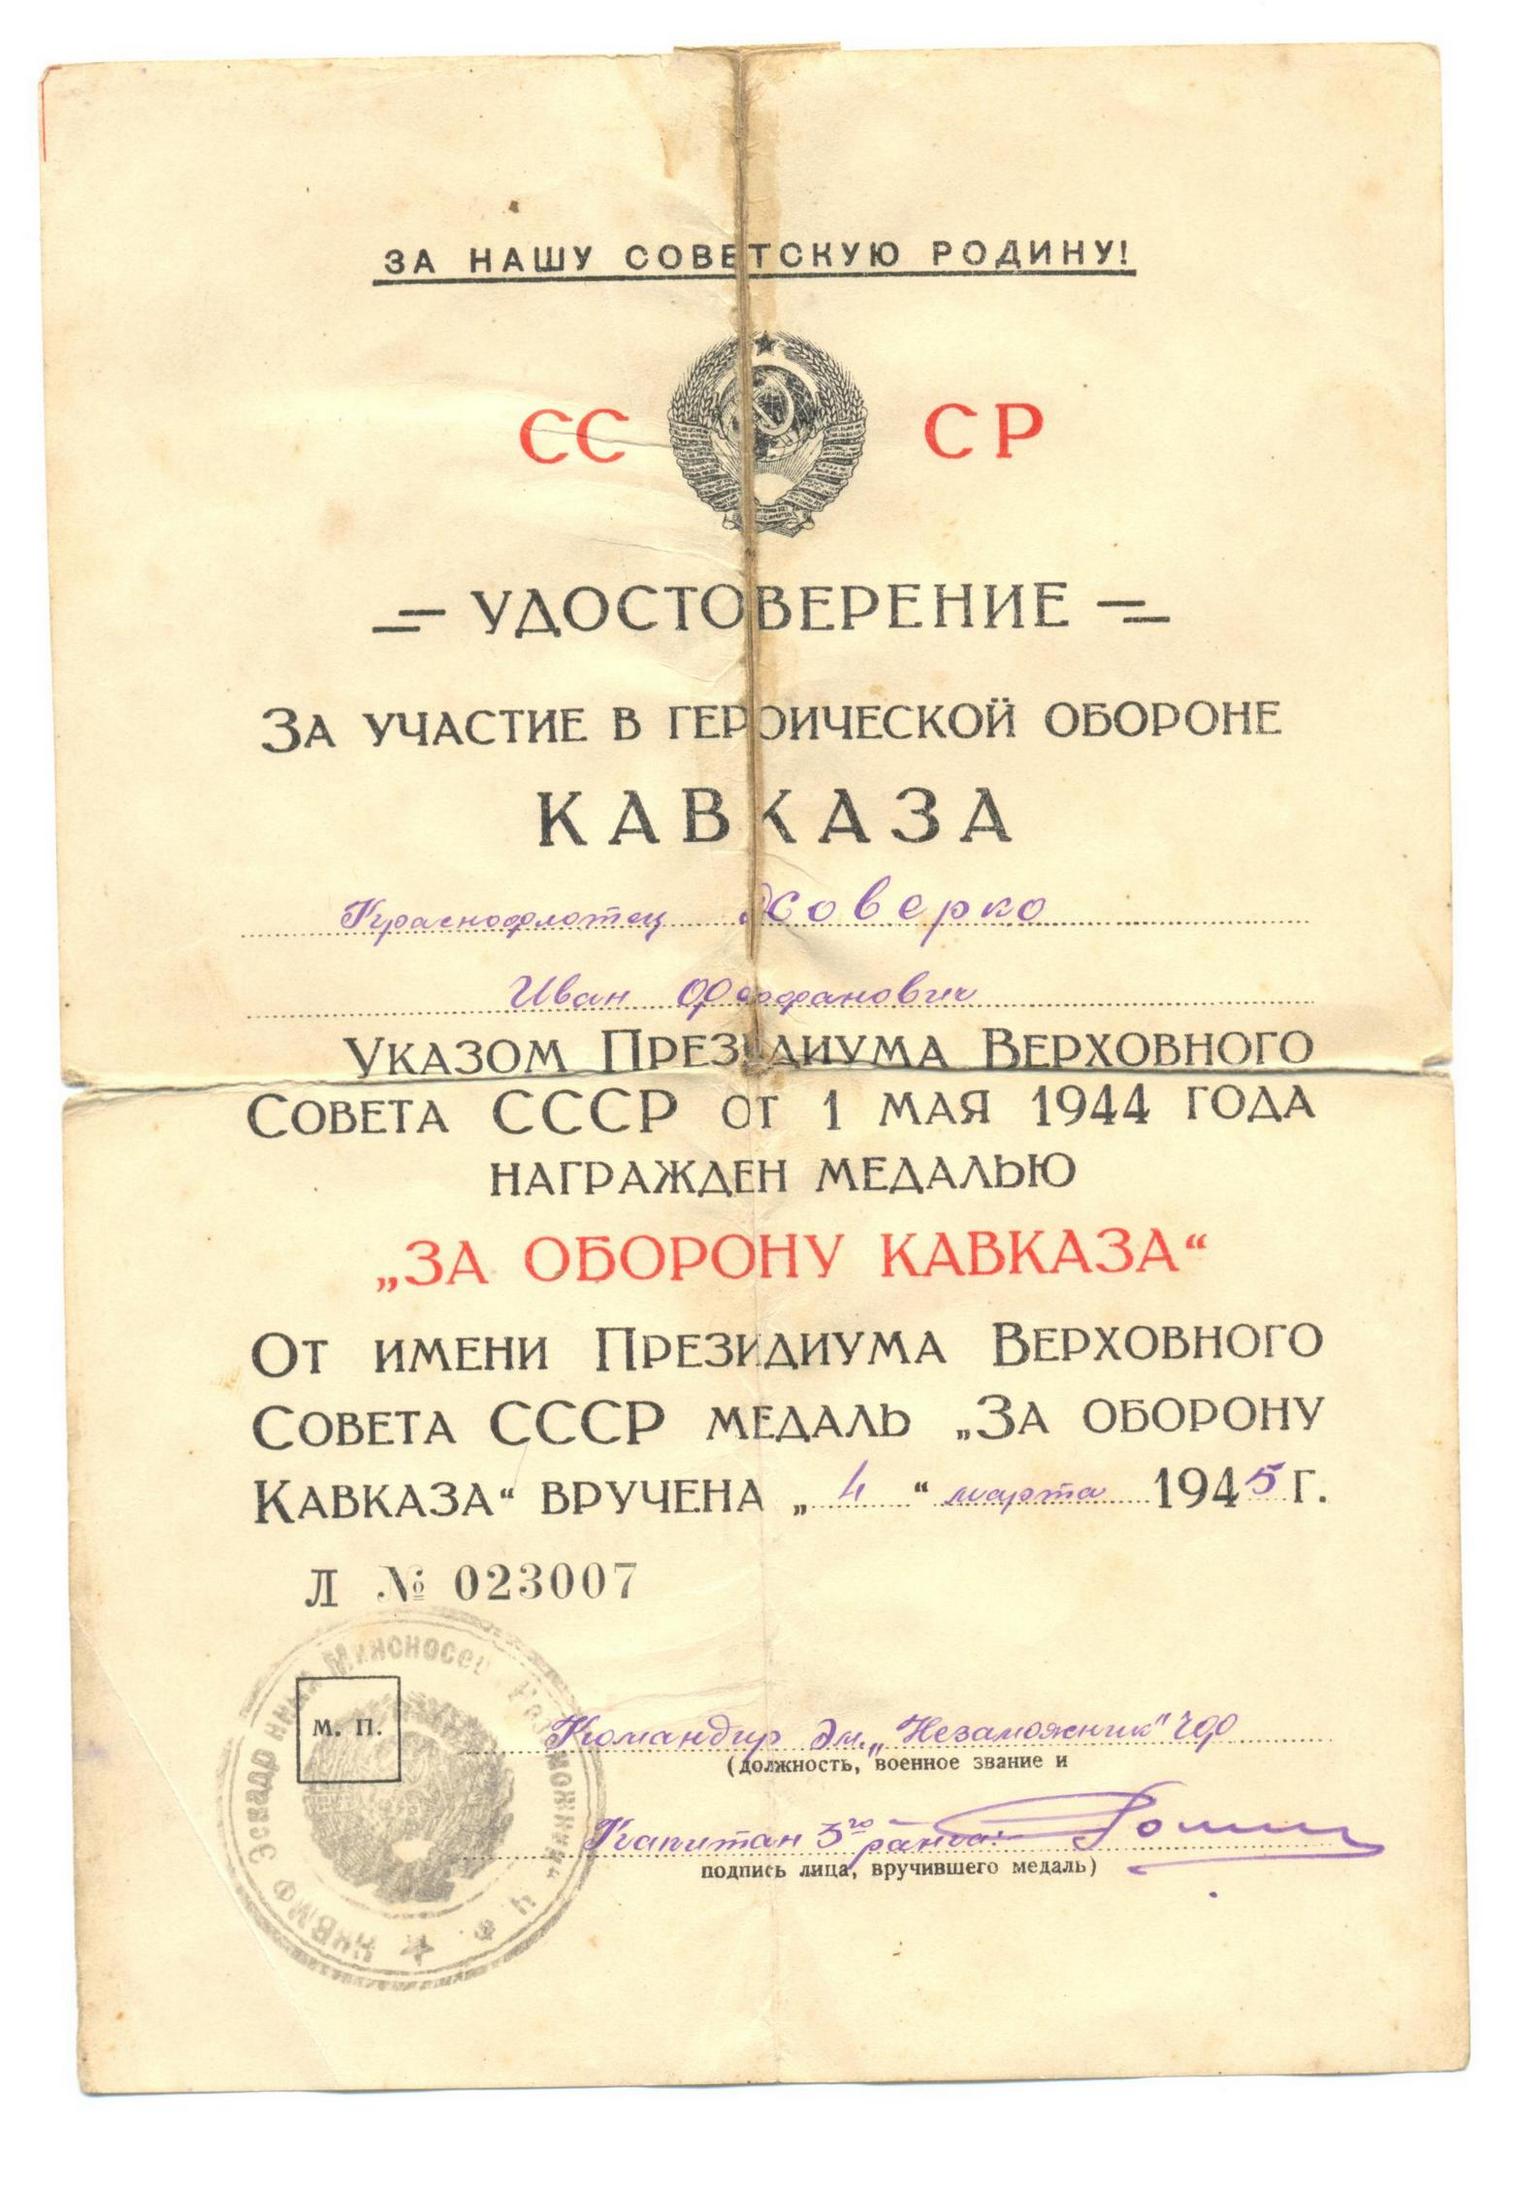 ЗА НАШУ СОВЕТСКУЮ РОДИНУ!
СС СР
УДОСТОВЕРЕНИЕ
ЗА УЧАСТИЕ В ГЕРОИЧЕСКОЙ ОБОРОНЕ
КАВКАЗА
Краснофлотец
Иван
УКАЗОМ ПРЕЗИДИУМА ВЕРХОВНОГО
СОВЕТА СССР ОТ 1 МАЯ 1944 ГОДА
НАГРАЖДЕН МЕДАЛЬЮ
„ЗА ОБОРОНУ КАВКАЗА“
ОТ ИМЕНИ ПРЕЗИДИУМА ВЕРХОВНОГО
СОВЕТА СССР МЕДАЛЬ „ЗА ОБОРОНУ
КАВКАЗА“ ВРУЧЕНА „4“ марта 1945 Г.
Л № 023007
М. П.
НКВМФ
Командир эм. „Незаможник" ЧФ
(должность, военное звание и
Капитан 3го ранга:
подпись лица, вручившего медаль)